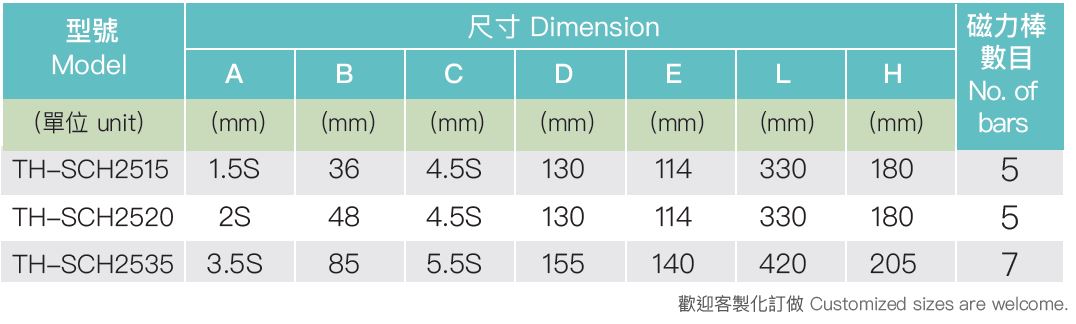 型號 Model 尺寸 Dimension 磁力棒數目 No. of bars
A B C D E L H
(單位 unit) (mm) (mm) (mm) (mm) (mm) (mm) (mm)
TH-SCH2515 1.5S 36 4.5S 130 114 330 180 5
TH-SCH2520 2S 48 4.5S 130 114 330 180 5
TH-SCH2535 3.5S 85 5.5S 155 140 420 205 7
歡迎客製化訂做 Customized sizes are welcome.